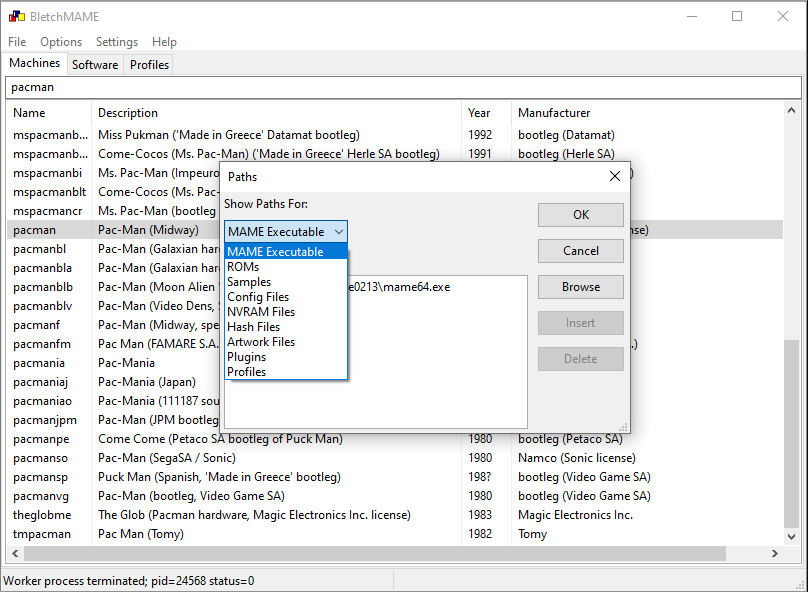 BletchMAME
File Options Settings Help
Machines Software Profiles
pacman
Name Description Year Manufacturer
mspacmanb... Miss Pukman ('Made in Greece' Datamat bootleg) 1992 bootleg (Datamat)
mspacmanb... Come-Cocos (Ms. Pac-Man) ('Made in Greece' Herle SA bootleg) 1991 bootleg (Herle SA)
mspacmanbi Ms. Pac-Man (Impeuro )
mspacmanblt Come-Cocos (Ms.
mspacmancr Ms. Pac-Man (bootleg
pacman Pac-Man (Midway) nse)
pacmanbl Pac-Man (Galaxian har
pacmanbla Pac-Man (Galaxian har
pacmanblb Pac-Man (Moon Alien '
pacmanblv Pac-Man (Video Dens, S
pacmanf Pac-Man (Midway, spe
pacmanfm Pac Man (FAMARE S.A. .)
pacmania Pac-Mania
pacmaniaj Pac-Mania (Japan)
pacmaniao Pac-Mania (111187 sou
pacmanjpm Pac-Man (JPM bootleg
pacmanpe Come Come (Petaco SA bootleg of Puck Man) 1980 bootleg (Petaco SA)
pacmanso Pac-Man (SegaSA / Sonic) 1980 Namco (Sonic license)
pacmansp Puck Man (Spanish, 'Made in Greece' bootleg) 198? bootleg (Video Game SA)
pacmanvg Pac-Man (bootleg, Video Game SA) 1980 bootleg (Video Game SA)
theglobme The Glob (Pacman hardware, Magic Electronics Inc. license) 1983 Magic Electronics Inc.
tmpacman Pac Man (Tomy) 1982 Tomy
Paths
Show Paths For:
MAME Executable
MAME Executable
ROMs
Samples
Config Files
NVRAM Files
Hash Files
Artwork Files
Plugins
Profiles
e0213\mame64.exe
OK
Cancel
Browse
Insert
Delete
Worker process terminated; pid=24568 status=0